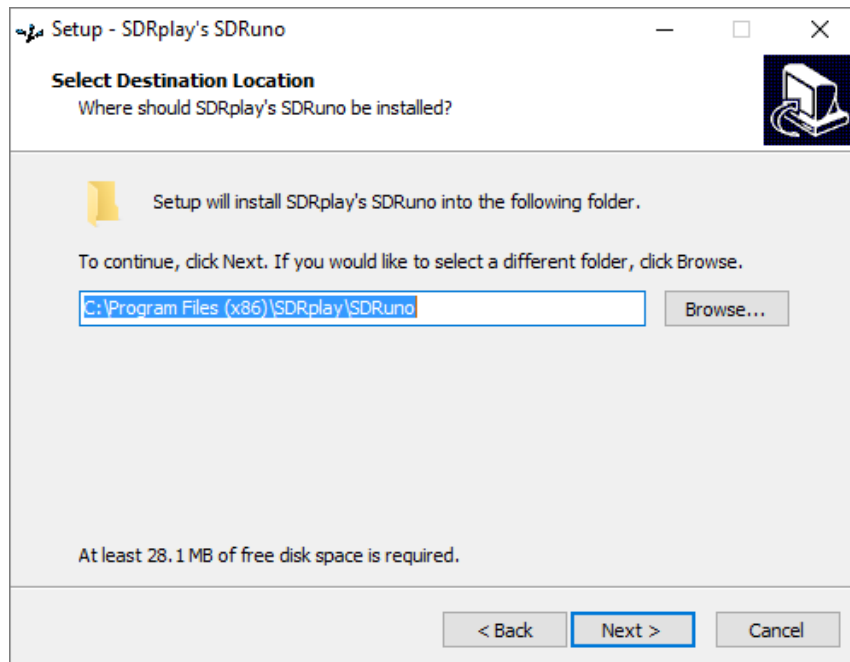 Setup - SDRplay's SDRuno
Select Destination Location
Where should SDRplay's SDRuno be installed?
Setup will install SDRplay's SDRuno into the following folder.
To continue, click Next. If you would like to select a different folder, click Browse.
C:\Program Files (x86)\SDRplay\SDRuno
Browse...
At least 28.1 MB of free disk space is required.
< Back
Next >
Cancel